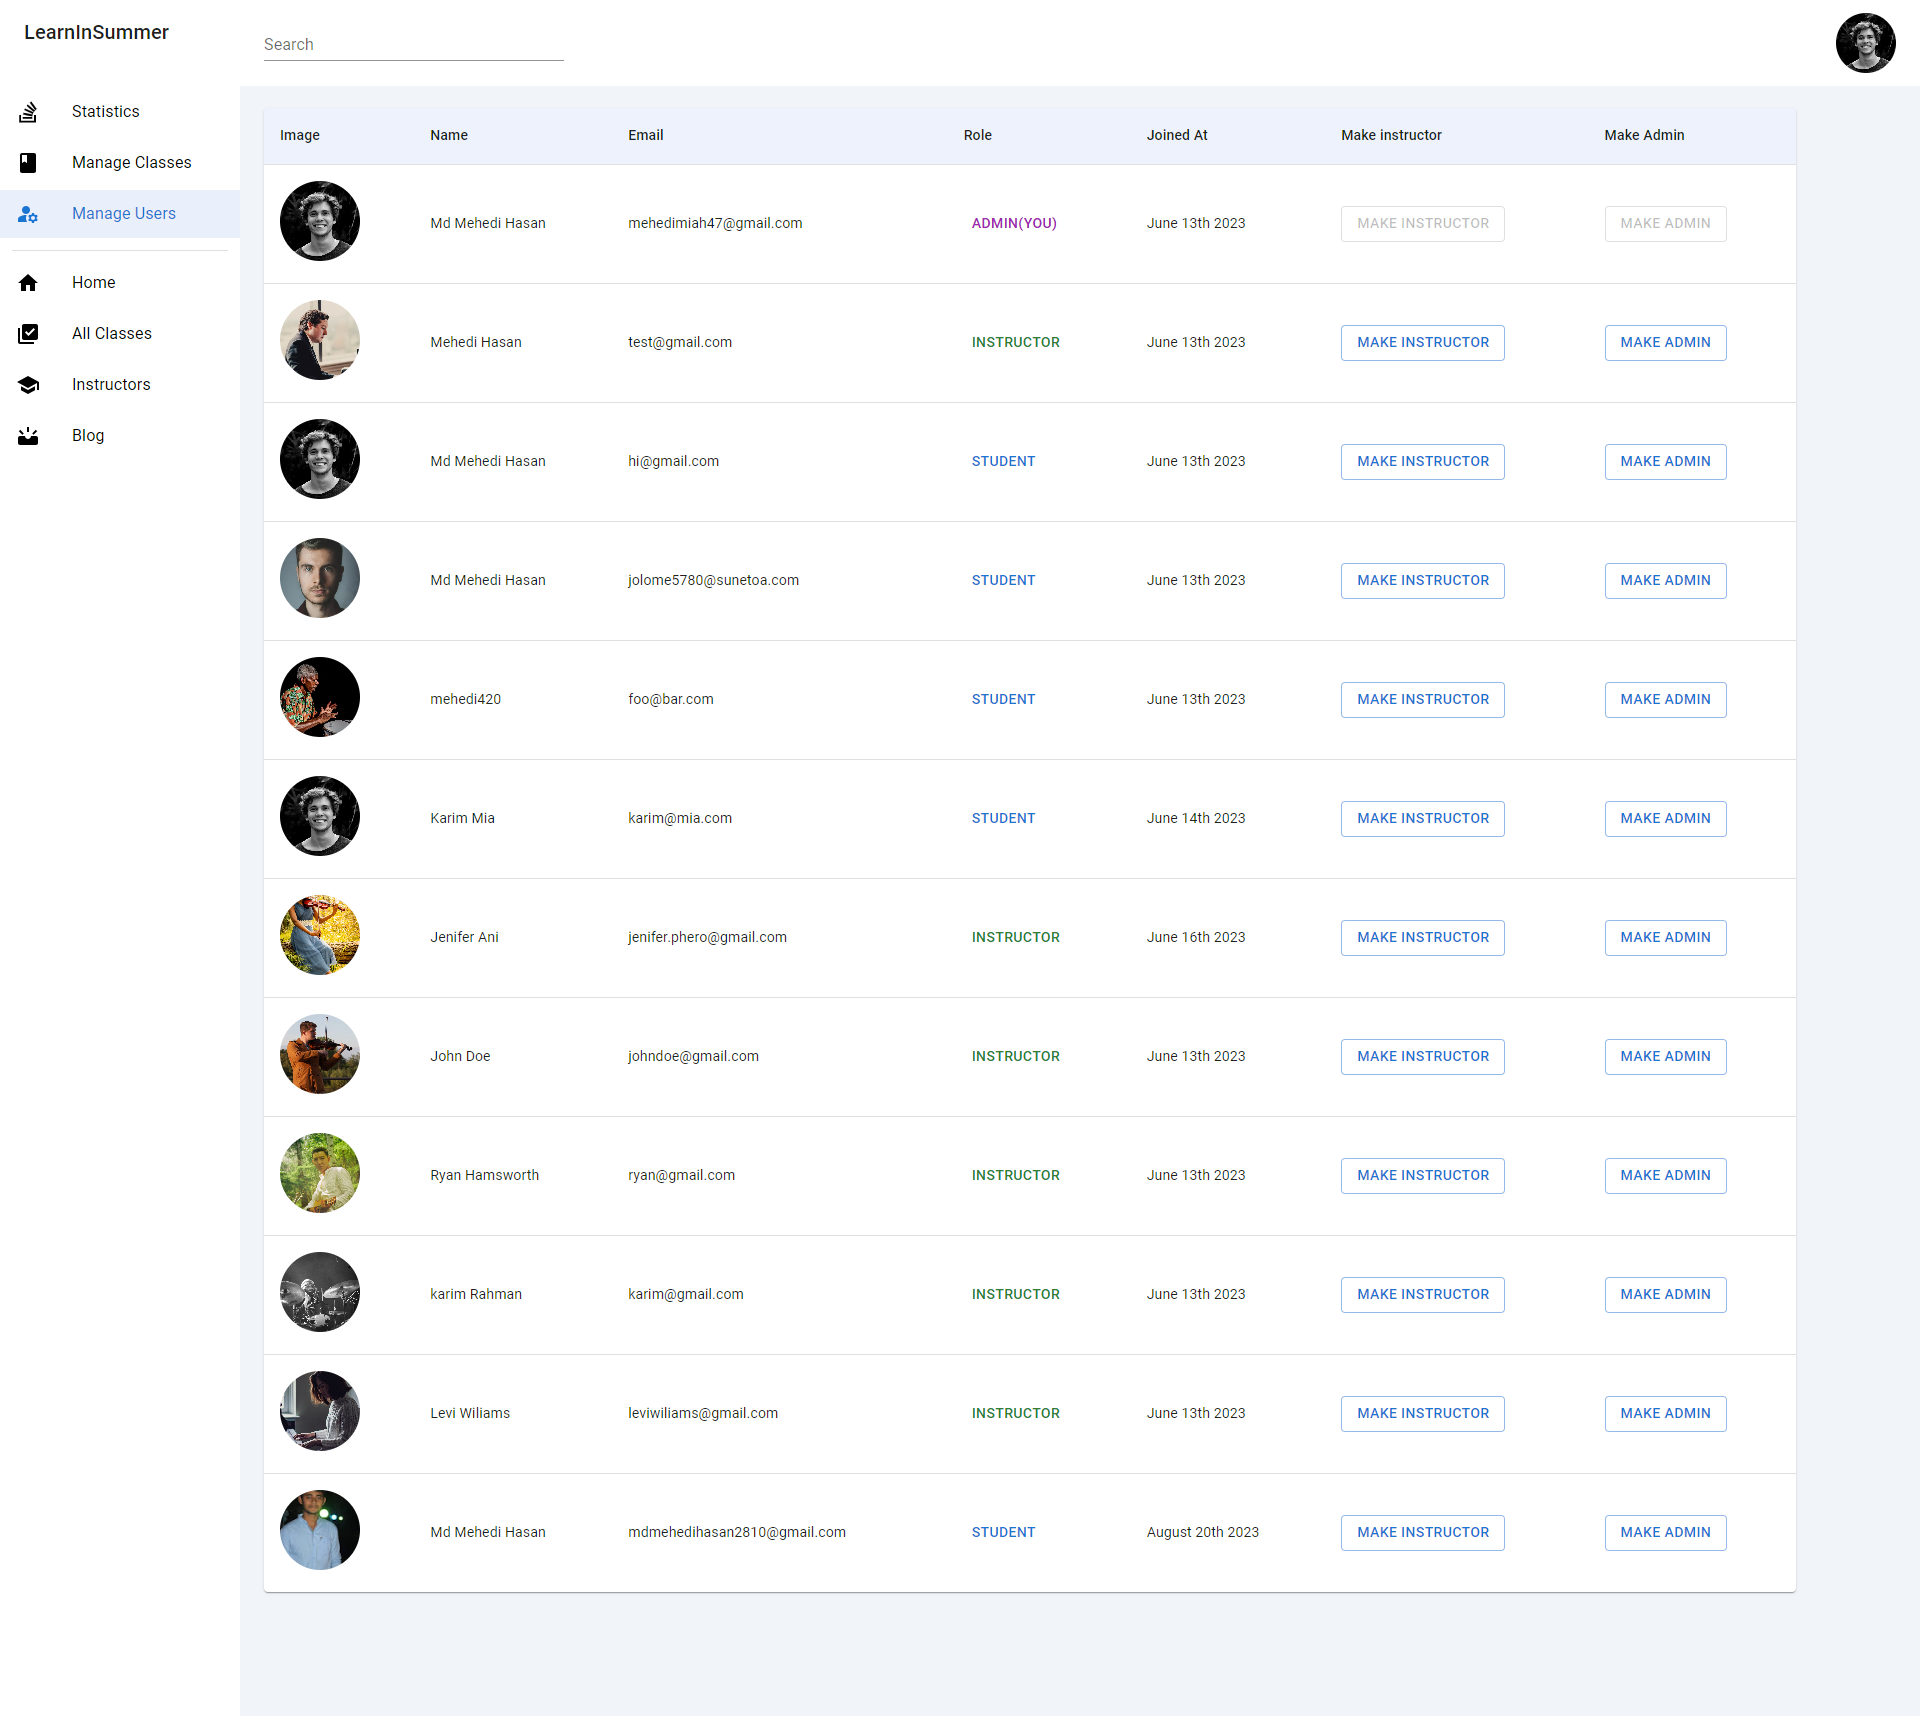 LearnInSummer
Search
Statistics
Manage Classes
Manage Users
Home
All Classes
Instructors
Blog
Image Name Email Role Joined At Make instructor Make Admin
Md Mehedi Hasan mehedimiah47@gmail.com ADMIN(YOU) June 13th 2023 MAKE INSTRUCTOR MAKE ADMIN
Mehedi Hasan test@gmail.com INSTRUCTOR June 13th 2023 MAKE INSTRUCTOR MAKE ADMIN
Md Mehedi Hasan hi@gmail.com STUDENT June 13th 2023 MAKE INSTRUCTOR MAKE ADMIN
Md Mehedi Hasan jolome5780@sunetoa.com STUDENT June 13th 2023 MAKE INSTRUCTOR MAKE ADMIN
mehedi420 foo@bar.com STUDENT June 13th 2023 MAKE INSTRUCTOR MAKE ADMIN
Karim Mia karim@mia.com STUDENT June 14th 2023 MAKE INSTRUCTOR MAKE ADMIN
Jenifer Ani jenifer.phero@gmail.com INSTRUCTOR June 16th 2023 MAKE INSTRUCTOR MAKE ADMIN
John Doe johndoe@gmail.com INSTRUCTOR June 13th 2023 MAKE INSTRUCTOR MAKE ADMIN
Ryan Hamsworth ryan@gmail.com INSTRUCTOR June 13th 2023 MAKE INSTRUCTOR MAKE ADMIN
karim Rahman karim@gmail.com INSTRUCTOR June 13th 2023 MAKE INSTRUCTOR MAKE ADMIN
Levi Wiliams leviwiliams@gmail.com INSTRUCTOR June 13th 2023 MAKE INSTRUCTOR MAKE ADMIN
Md Mehedi Hasan mdmehedihasan2810@gmail.com STUDENT August 20th 2023 MAKE INSTRUCTOR MAKE ADMIN